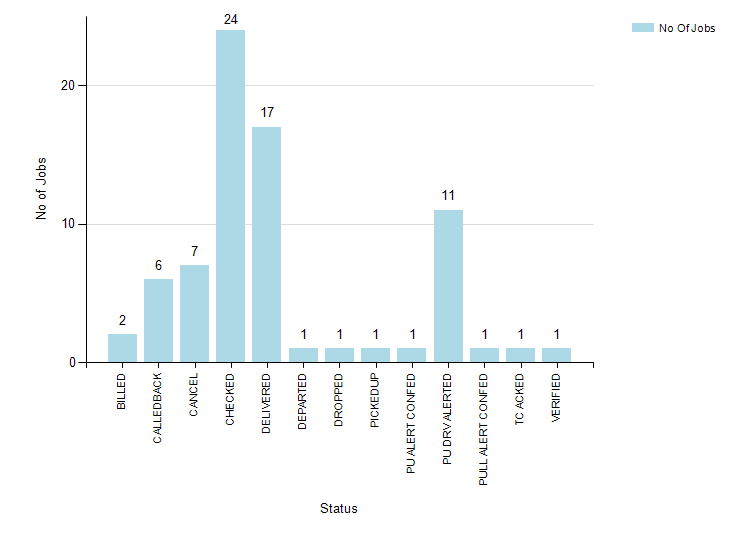 24
No Of Jobs
20
17
No of Jobs
11
10
7
6
2
1
1
1
1
1
1
1
0
BILLED
CALLEDBACK
CANCEL
CHECKED
DELIVERED
DEPARTED
DROPPED
PICKEDUP
PU ALERT CONFED
PU DRV ALERTED
PULL ALERT CONFED
TC ACKED
VERIFIED
Status